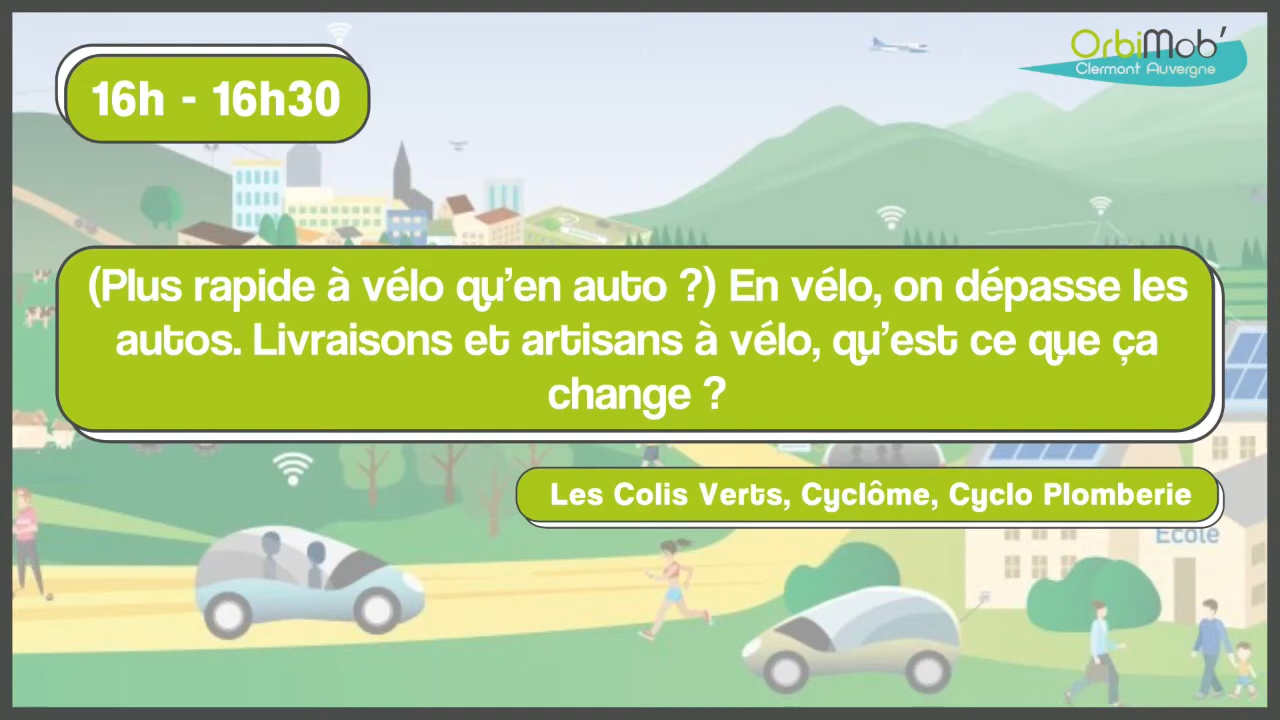 OrbiMob'
Clermont Auvergne
16h - 16h30
(Plus rapide à vélo qu'en auto ?) En vélo, on dépasse les
autos. Livraisons et artisans à vélo, qu'est ce que ça
change ?
Les Colis Verts, Cyclôme, Cyclo Plomberie
Ecole